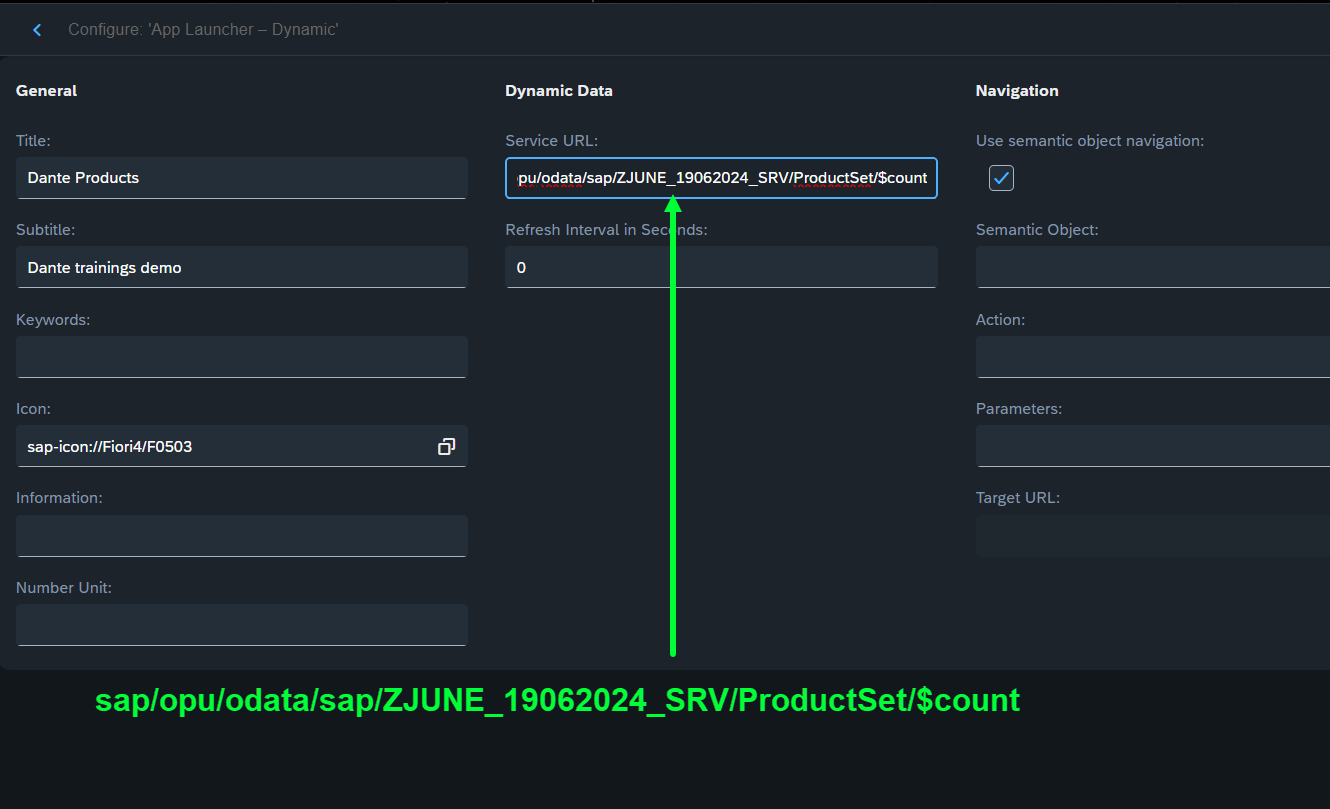 Configure: 'App Launcher – Dynamic'
General
Title:
Dante Products
Subtitle:
Dante trainings demo
Keywords:
Icon:
sap-icon://Fiori4/F0503
Information:
Number Unit:
Dynamic Data
Service URL:
pu/odata/sap/ZJUNE_19062024_SRV/ProductSet/$count
Refresh Interval in Seconds:
0
Navigation
Use semantic object navigation:
Semantic Object:
Action:
Parameters:
Target URL:
sap/opu/odata/sap/ZJUNE_19062024_SRV/ProductSet/$count